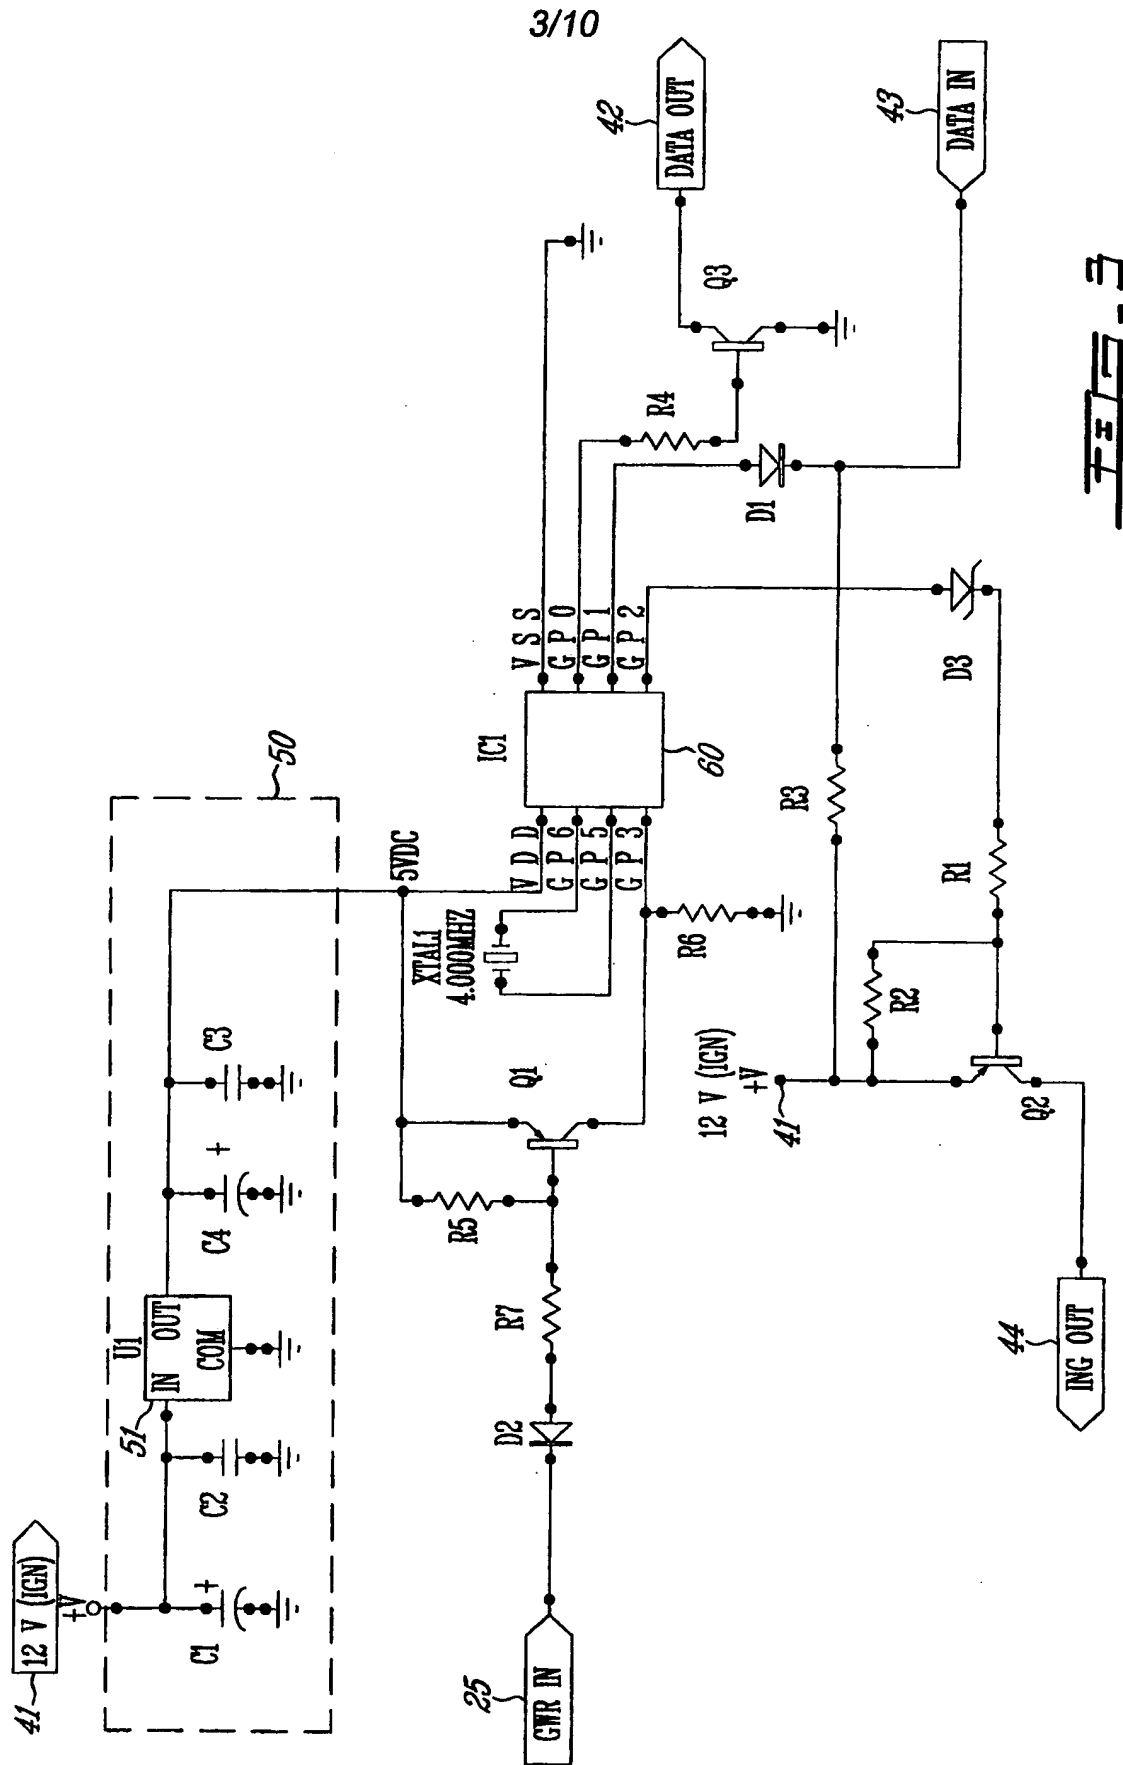 3/10
41
12 V (IGN)
+V
50
C1
+
C2
51
U1
IN
OUT
COM
C4
+
C3
5VDC
25
GWR IN
D2
R7
R5
Q1
XTAL1
4.000MHZ
R6
VDD
GP6
GP5
GP3
IC1
60
VSS
GP0
GP1
GP2
R4
Q3
42
DATA OUT
43
DATA IN
D1
R3
D3
R1
R2
12 V (IGN)
+V
41
Q2
44
ING OUT
FIG-3